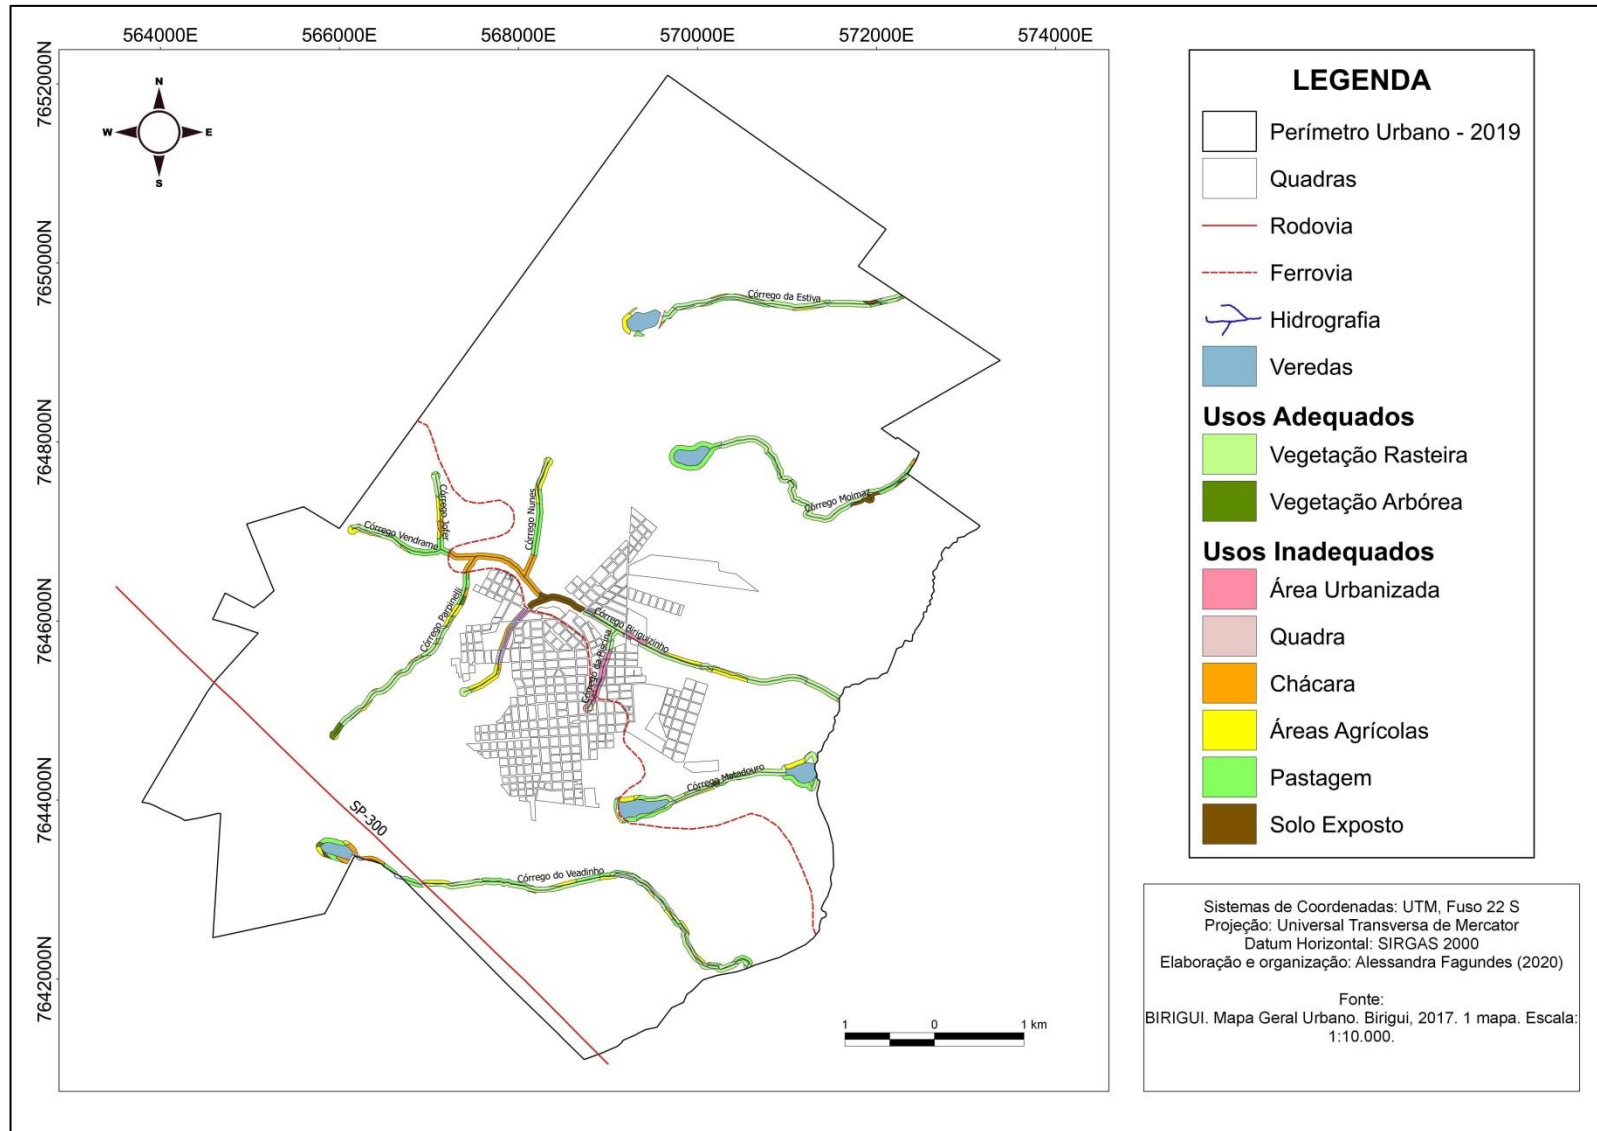 564000E 566000E 568000E 570000E 572000E 574000E
7652000N
7650000N
7648000N
7646000N
7644000N
7642000N
N
W E
S
Córrego da Estiva
Córrego Moimaz
Córrego Nunes
Córrego Jofer
Córrego Vendrame
Córrego Parpinelli
Córrego Biriguizinho
Córrego da Piscina
Córrego Matadouro
SP-300
Córrego do Veadinho
1 0 1 km
LEGENDA
Perímetro Urbano - 2019
Quadras
Rodovia
Ferrovia
Hidrografia
Veredas
Usos Adequados
Vegetação Rasteira
Vegetação Arbórea
Usos Inadequados
Área Urbanizada
Quadra
Chácara
Áreas Agrícolas
Pastagem
Solo Exposto
Sistemas de Coordenadas: UTM, Fuso 22 S
Projeção: Universal Transversa de Mercator
Datum Horizontal: SIRGAS 2000
Elaboração e organização: Alessandra Fagundes (2020)
Fonte:
BIRIGUI. Mapa Geral Urbano. Birigui, 2017. 1 mapa. Escala:
1:10.000.